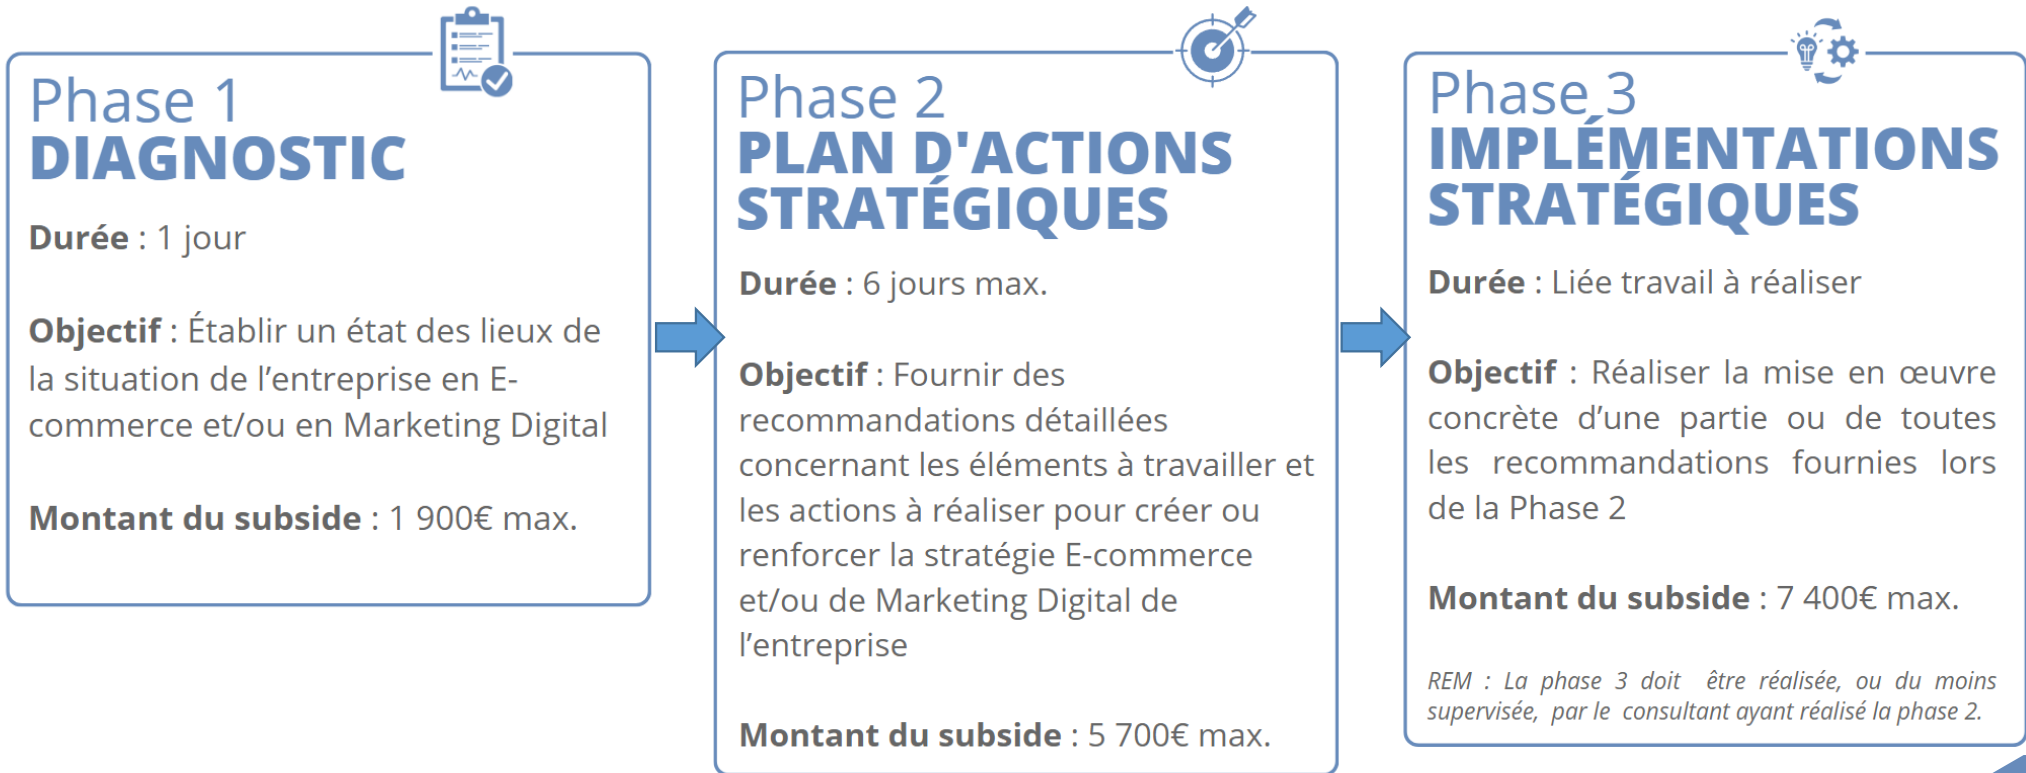 Phase 1
DIAGNOSTIC
Durée : 1 jour
Objectif : Établir un état des lieux de
la situation de l’entreprise en E-
commerce et/ou en Marketing Digital
Montant du subside : 1 900€ max.
Phase 2
PLAN D'ACTIONS
STRATÉGIQUES
Durée : 6 jours max.
Objectif : Fournir des
recommandations détaillées
concernant les éléments à travailler et
les actions à réaliser pour créer ou
renforcer la stratégie E-commerce
et/ou de Marketing Digital de
l’entreprise
Montant du subside : 5 700€ max.
Phase 3
IMPLÉMENTATIONS
STRATÉGIQUES
Durée : Liée travail à réaliser
Objectif : Réaliser la mise en œuvre
concrète d’une partie ou de toutes
les recommandations fournies lors
de la Phase 2
Montant du subside : 7 400€ max.
REM : La phase 3 doit être réalisée, ou du moins
supervisée, par le consultant ayant réalisé la phase 2.